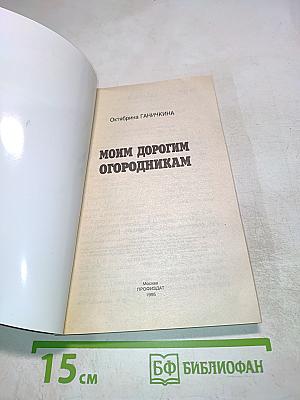 Октябрина ГАНИЧКИНА
МОИМ ДОРОГИМ
ОГОРОДНИКАМ
Москва
ПРОФИЗДАТ
1995
15 см
БФ БИБЛИОФАН